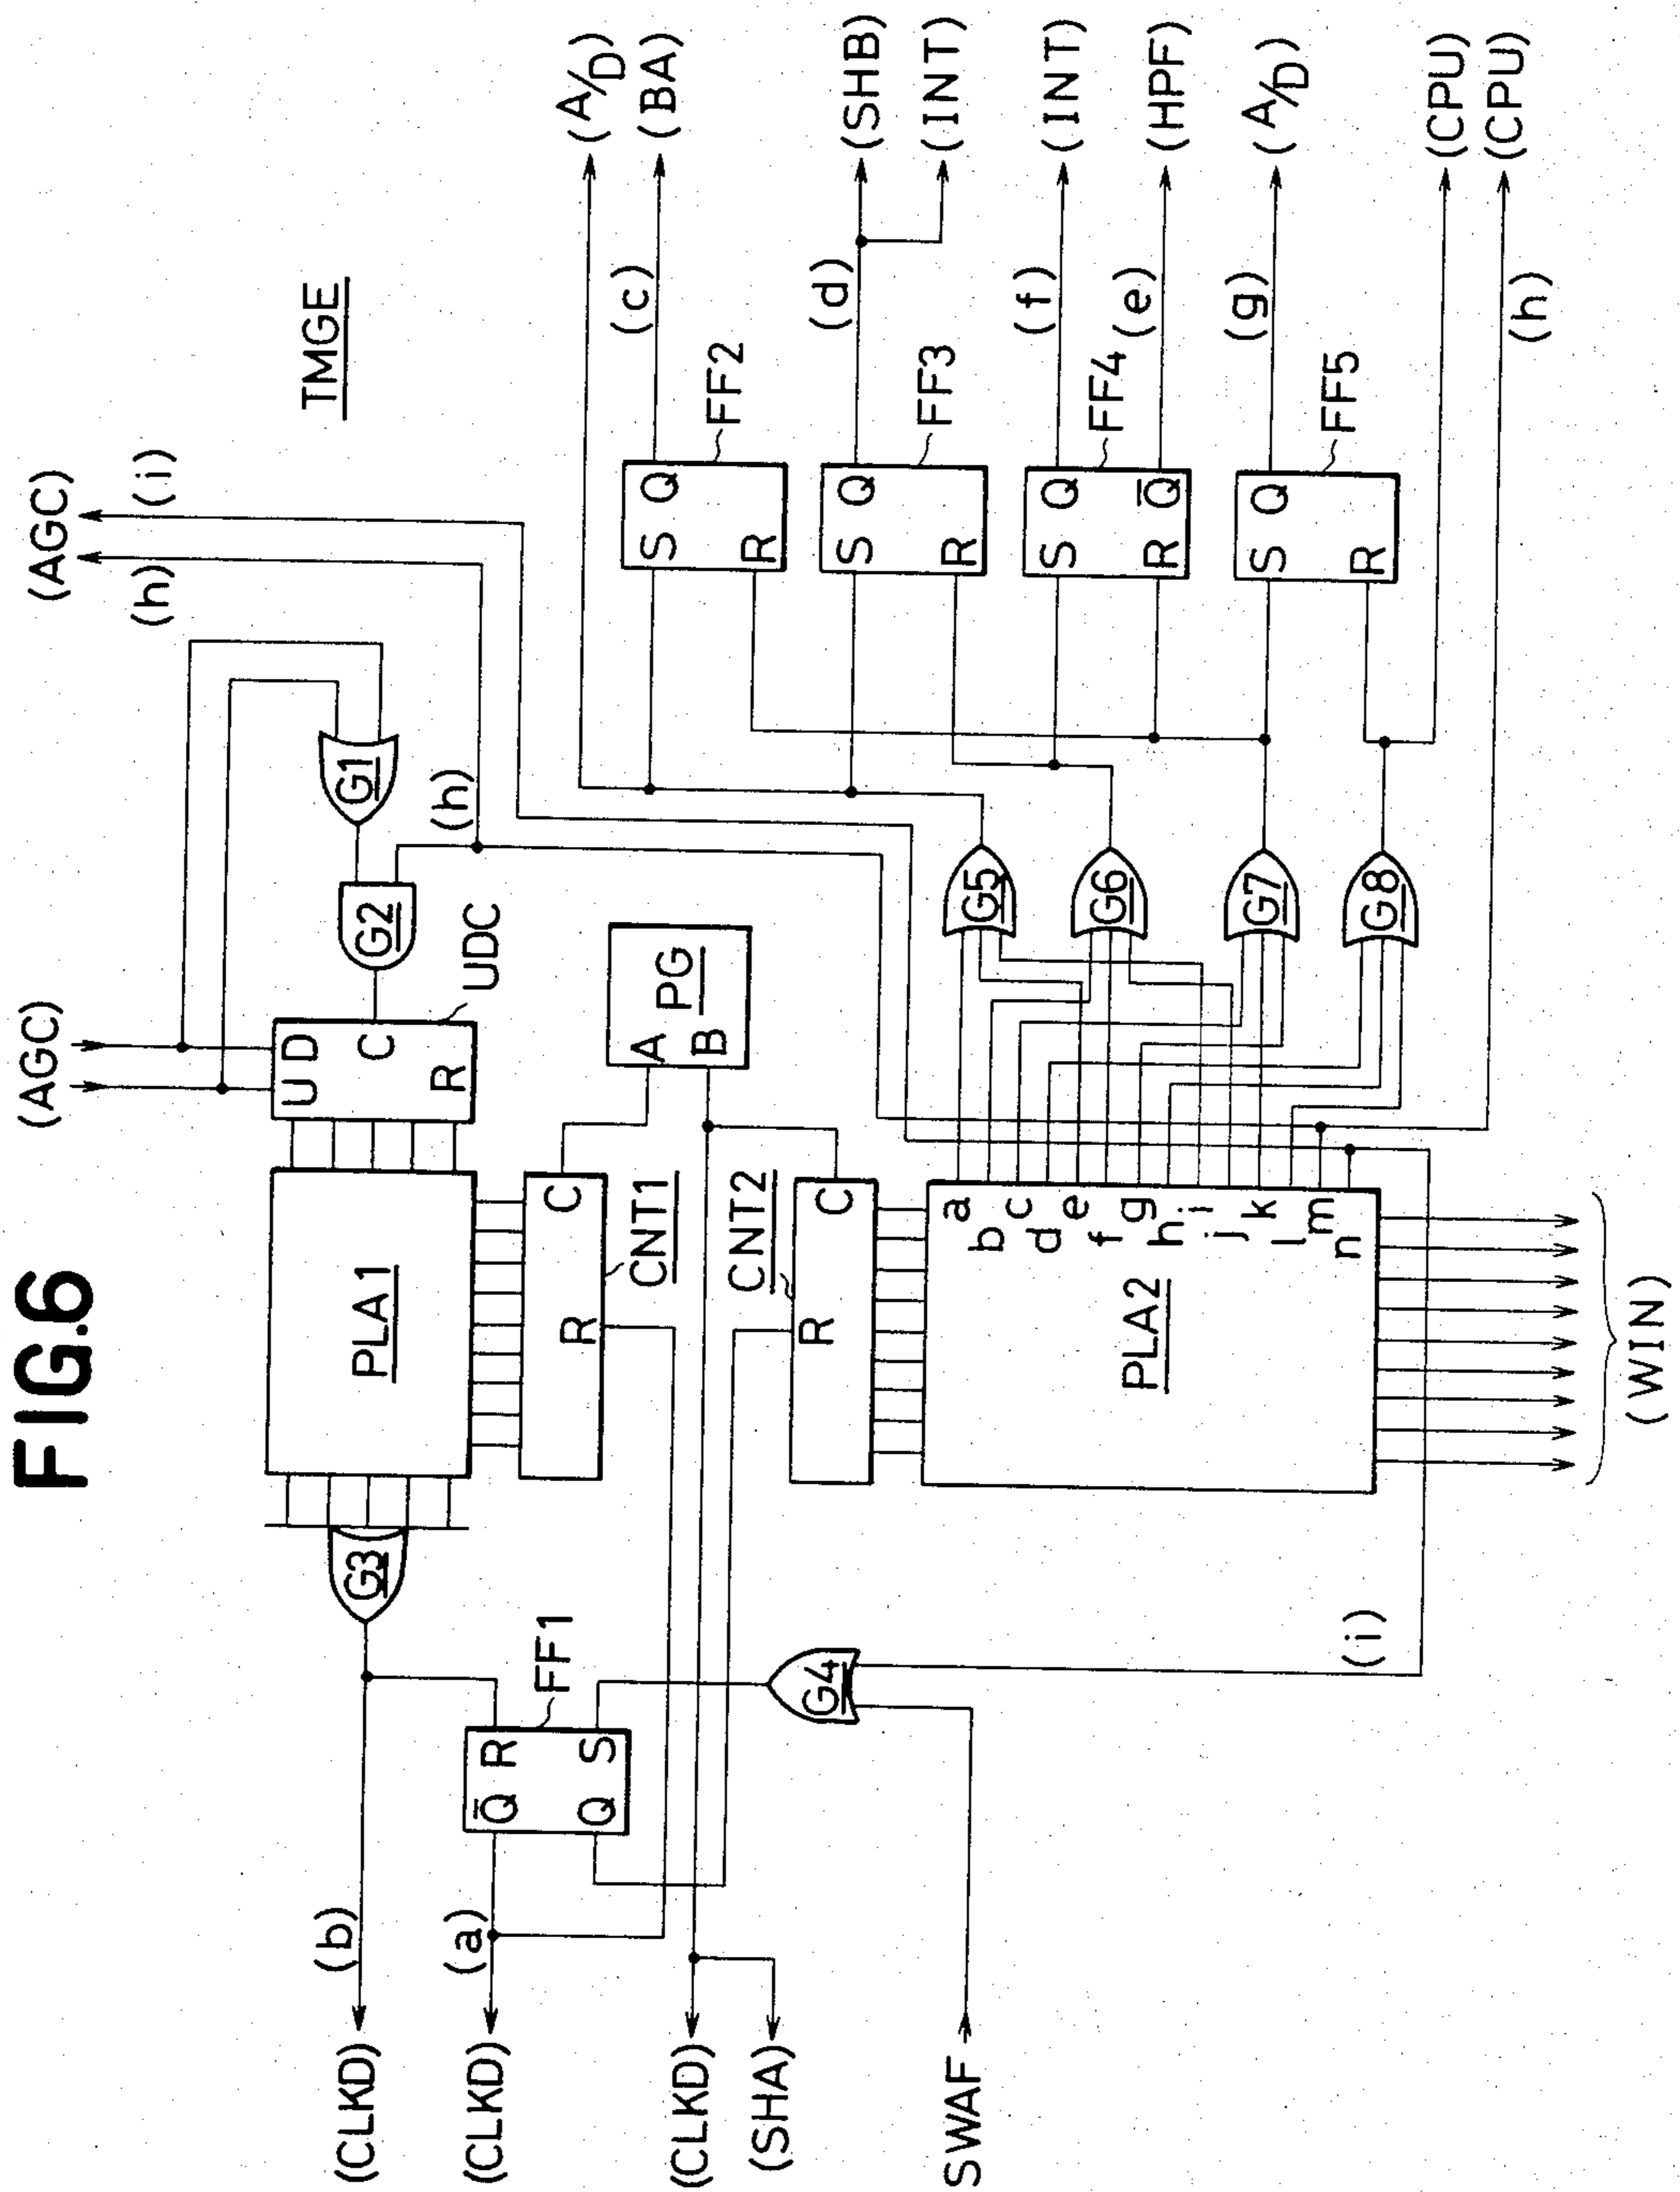 FIG.6
TMGE
(AGC)
(AGC)
(h)
(i)
U D
C
R
UDC
G1
G2
(h)
PLA1
G3
(b)
(CLKD)
FF1
Q̅ R
Q S
(a)
(CLKD)
(CLKD)
(SHA)
SWAF
G4
(i)
C
R
CNT1
A
B
PG
CNT2
C
R
PLA2
a
b
c
d
e
f
g
h
i
j
k
l
m
n
(WIN)
G5
G6
G7
G8
S Q
R
FF2
S Q
R
FF3
S Q
R Q̅
FF4
S Q
R
FF5
(A/D)
(c)
(BA)
(d)
(SHB)
(INT)
(f)
(INT)
(e)
(HPF)
(g)
(A/D)
(CPU)
(CPU)
(h)